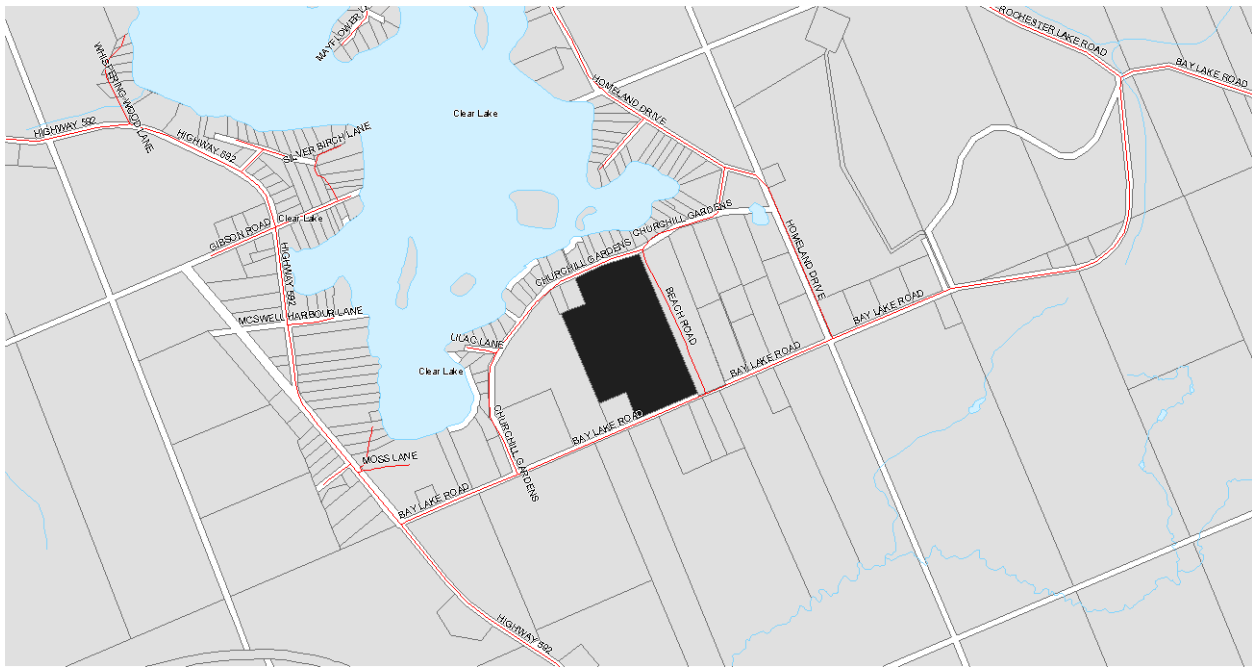 MAYFLOWER L
ROCHESTER LAKE ROAD
WHISPERING WOOD LANE
BAY LAKE ROAD
HOMELAND DRIVE
Clear Lake
HIGHWAY 592
HIGHWAY 592
SILVER BIRCH LANE
CHURCHILL GARDENS
Clear Lake
GIBSON ROAD
HIGHWAY 592
CHURCHILL GARDENS
HOMELAND DRIVE
BEACH ROAD
BAY LAKE ROAD
MCSWELL HARBOUR LANE
LILAC LANE
BAY LAKE ROAD
Clear Lake
BAY LAKE ROAD
CHURCHILL GARDENS
MOSS LANE
BAY LAKE ROAD
HIGHWAY 592